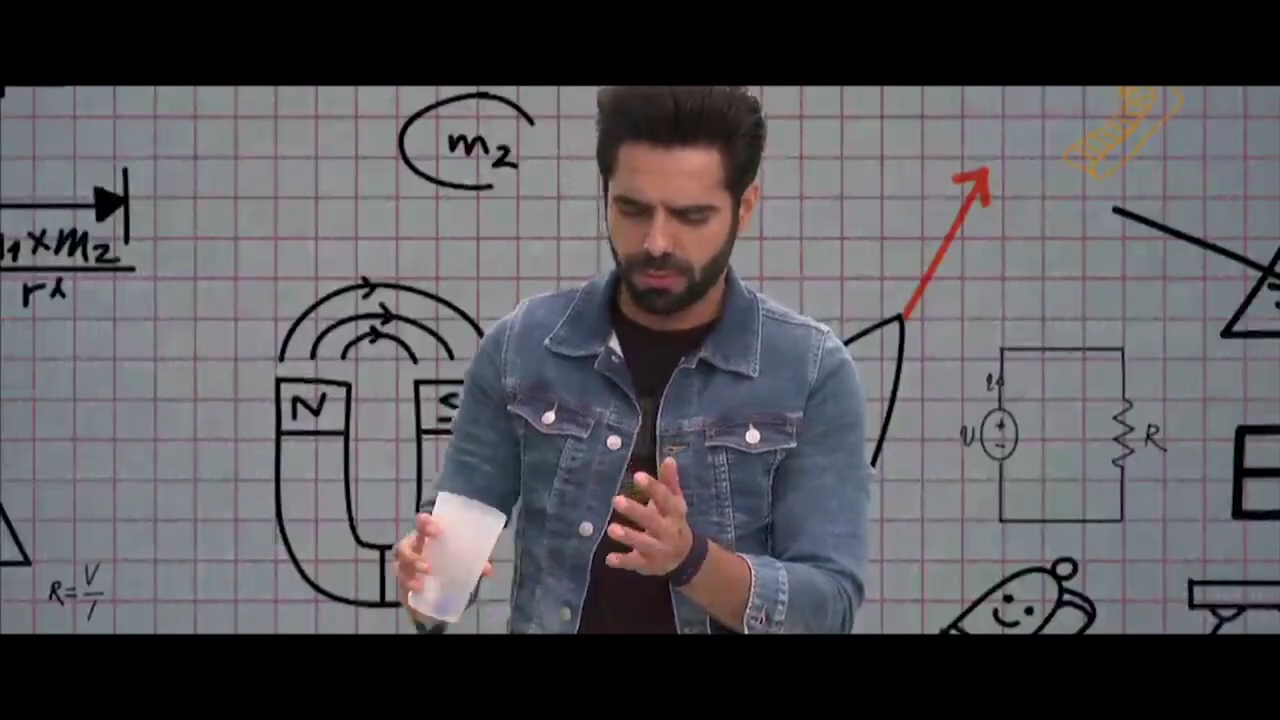 m₂
m₁ x m₂
r²
N S
I
V + - R
R = V
I